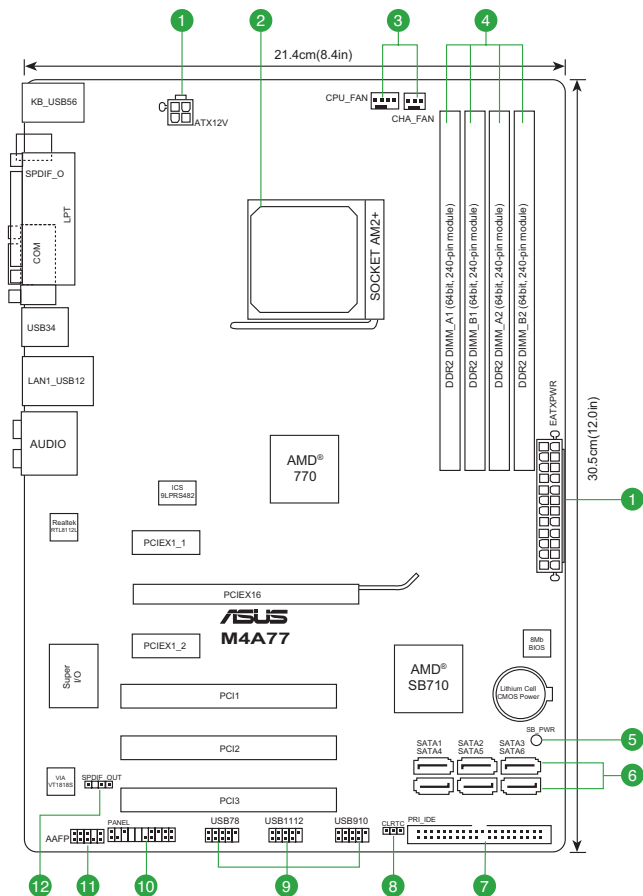 1
2
3
4
21.4cm(8.4in)
KB_USB56
ATX12V
CPU_FAN
CHA_FAN
SPDIF_O
LPT
COM
SOCKET AM2+
DDR2 DIMM_A1 (64bit, 240-pin module)
DDR2 DIMM_B1 (64bit, 240-pin module)
DDR2 DIMM_A2 (64bit, 240-pin module)
DDR2 DIMM_B2 (64bit, 240-pin module)
USB34
LAN1_USB12
AUDIO
EATXPWR
30.5cm(12.0in)
AMD®
770
ICS
9LPRS482
1
Realtek
RTL8112L
PCIEX1_1
PCIEX16
ASUS
M4A77
PCIEX1_2
8Mb
BIOS
Super
I/O
AMD®
SB710
Lithium Cell
CMOS Power
PCI1
SB_PWR
5
PCI2
SATA1
SATA4
SATA2
SATA5
SATA3
SATA6
6
VIA
VT1818S
SPDIF_OUT
PCI3
AAFP
PANEL
USB78
USB1112
USB910
CLRTC
PRI_IDE
12
11
10
9
8
7